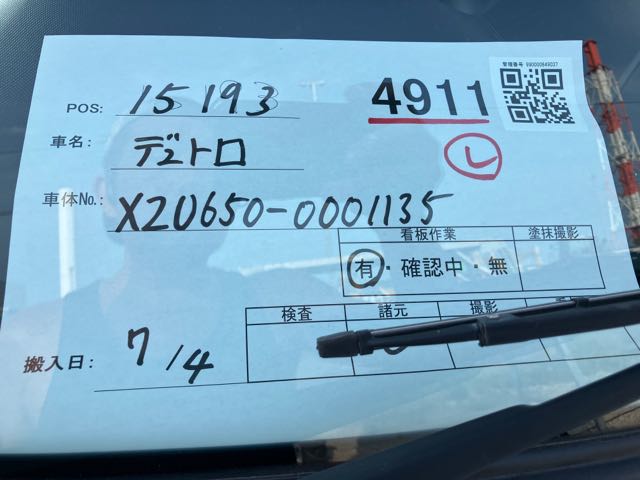 管理番号 990000649037
POS: 15193
4911
車名: デュトロ
レ
車体No.: XZU650-0001135
看板作業 塗抹撮影
有・確認中・無
検査 諸元 撮影
搬入日: 7/4